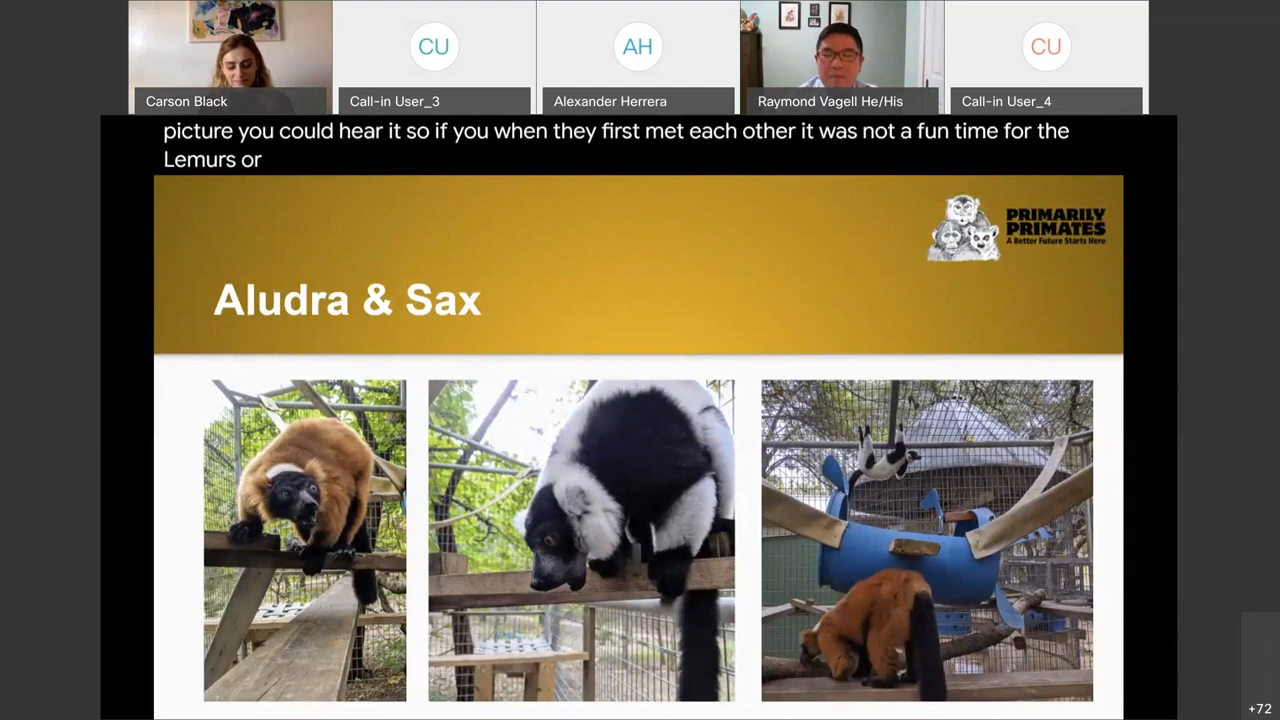 CU
AH
CU
Carson Black
Call-in User_3
Alexander Herrera
Raymond Vagell He/His
Call-in User_4
picture you could hear it so if you when they first met each other it was not a fun time for the
Lemurs or
PRIMARILY
PRIMATES
A Better Future Starts Here
Aludra & Sax
+72